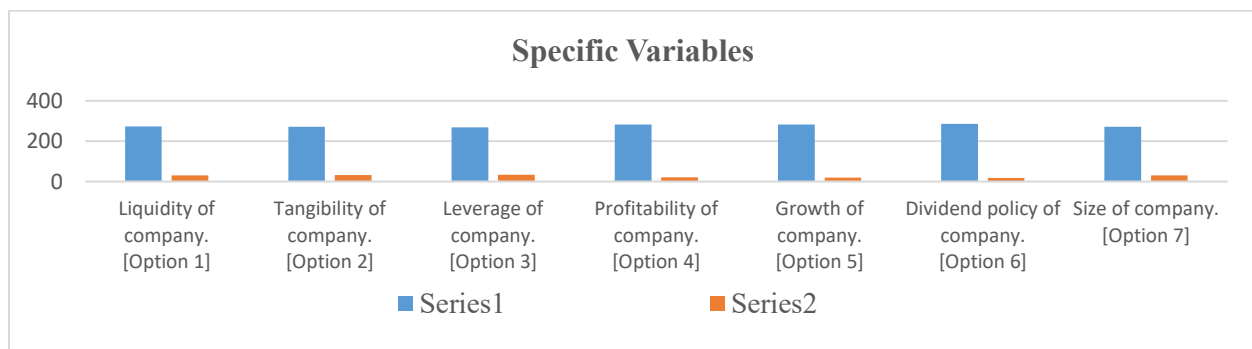 Specific Variables
400
200
0
Liquidity of company. [Option 1]
Tangibility of company. [Option 2]
Leverage of company. [Option 3]
Profitability of company. [Option 4]
Growth of company. [Option 5]
Dividend policy of company. [Option 6]
Size of company. [Option 7]
Series1
Series2